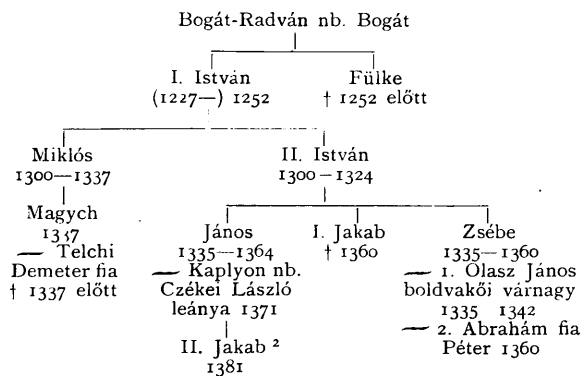 Bogát-Radván nb. Bogát
I. István
(1227—) 1252
Fülke
† 1252 előtt
Miklós
1300—1337
II. István
1300—1324
Magych
1337
— Telchi
Demeter fia
† 1337 előtt
János
1335—1364
— Kaplyon nb.
Czékei László
leánya 1371
II. Jakab ²
1381
I. Jakab
† 1360
Zsébe
1335—1360
— 1. Olasz János
boldvakői várnagy
1335—1342
— 2. Abrahám fia
Péter 1360